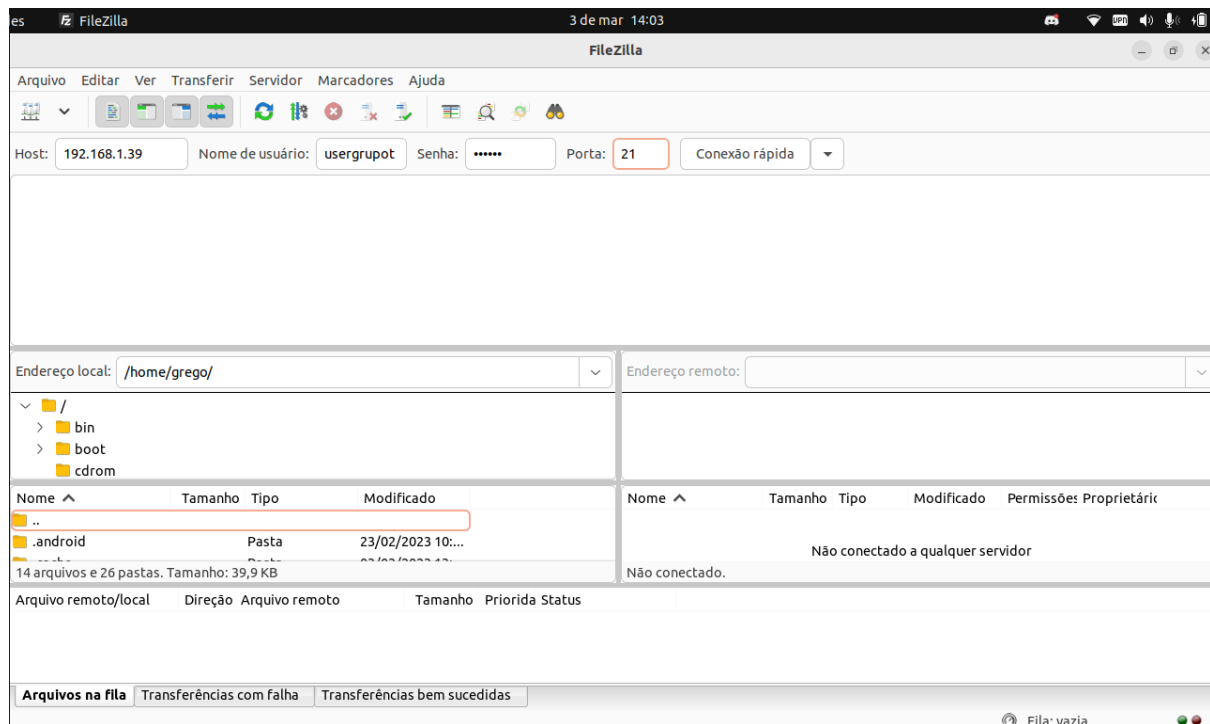 es FileZilla 3 de mar 14:03
FileZilla
Arquivo Editar Ver Transferir Servidor Marcadores Ajuda
Host: 192.168.1.39 Nome de usuário: usergrupot Senha: •••••• Porta: 21 Conexão rápida
Endereço local: /home/grego/ Endereço remoto:
/
bin
boot
cdrom
Nome Tamanho Tipo Modificado Nome Tamanho Tipo Modificado Permissões Proprietáric
..
.android Pasta 23/02/2023 10:...
Não conectado a qualquer servidor
14 arquivos e 26 pastas. Tamanho: 39,9 KB Não conectado.
Arquivo remoto/local Direção Arquivo remoto Tamanho Priorida Status
Arquivos na fila Transferências com falha Transferências bem sucedidas
Fila: vazia